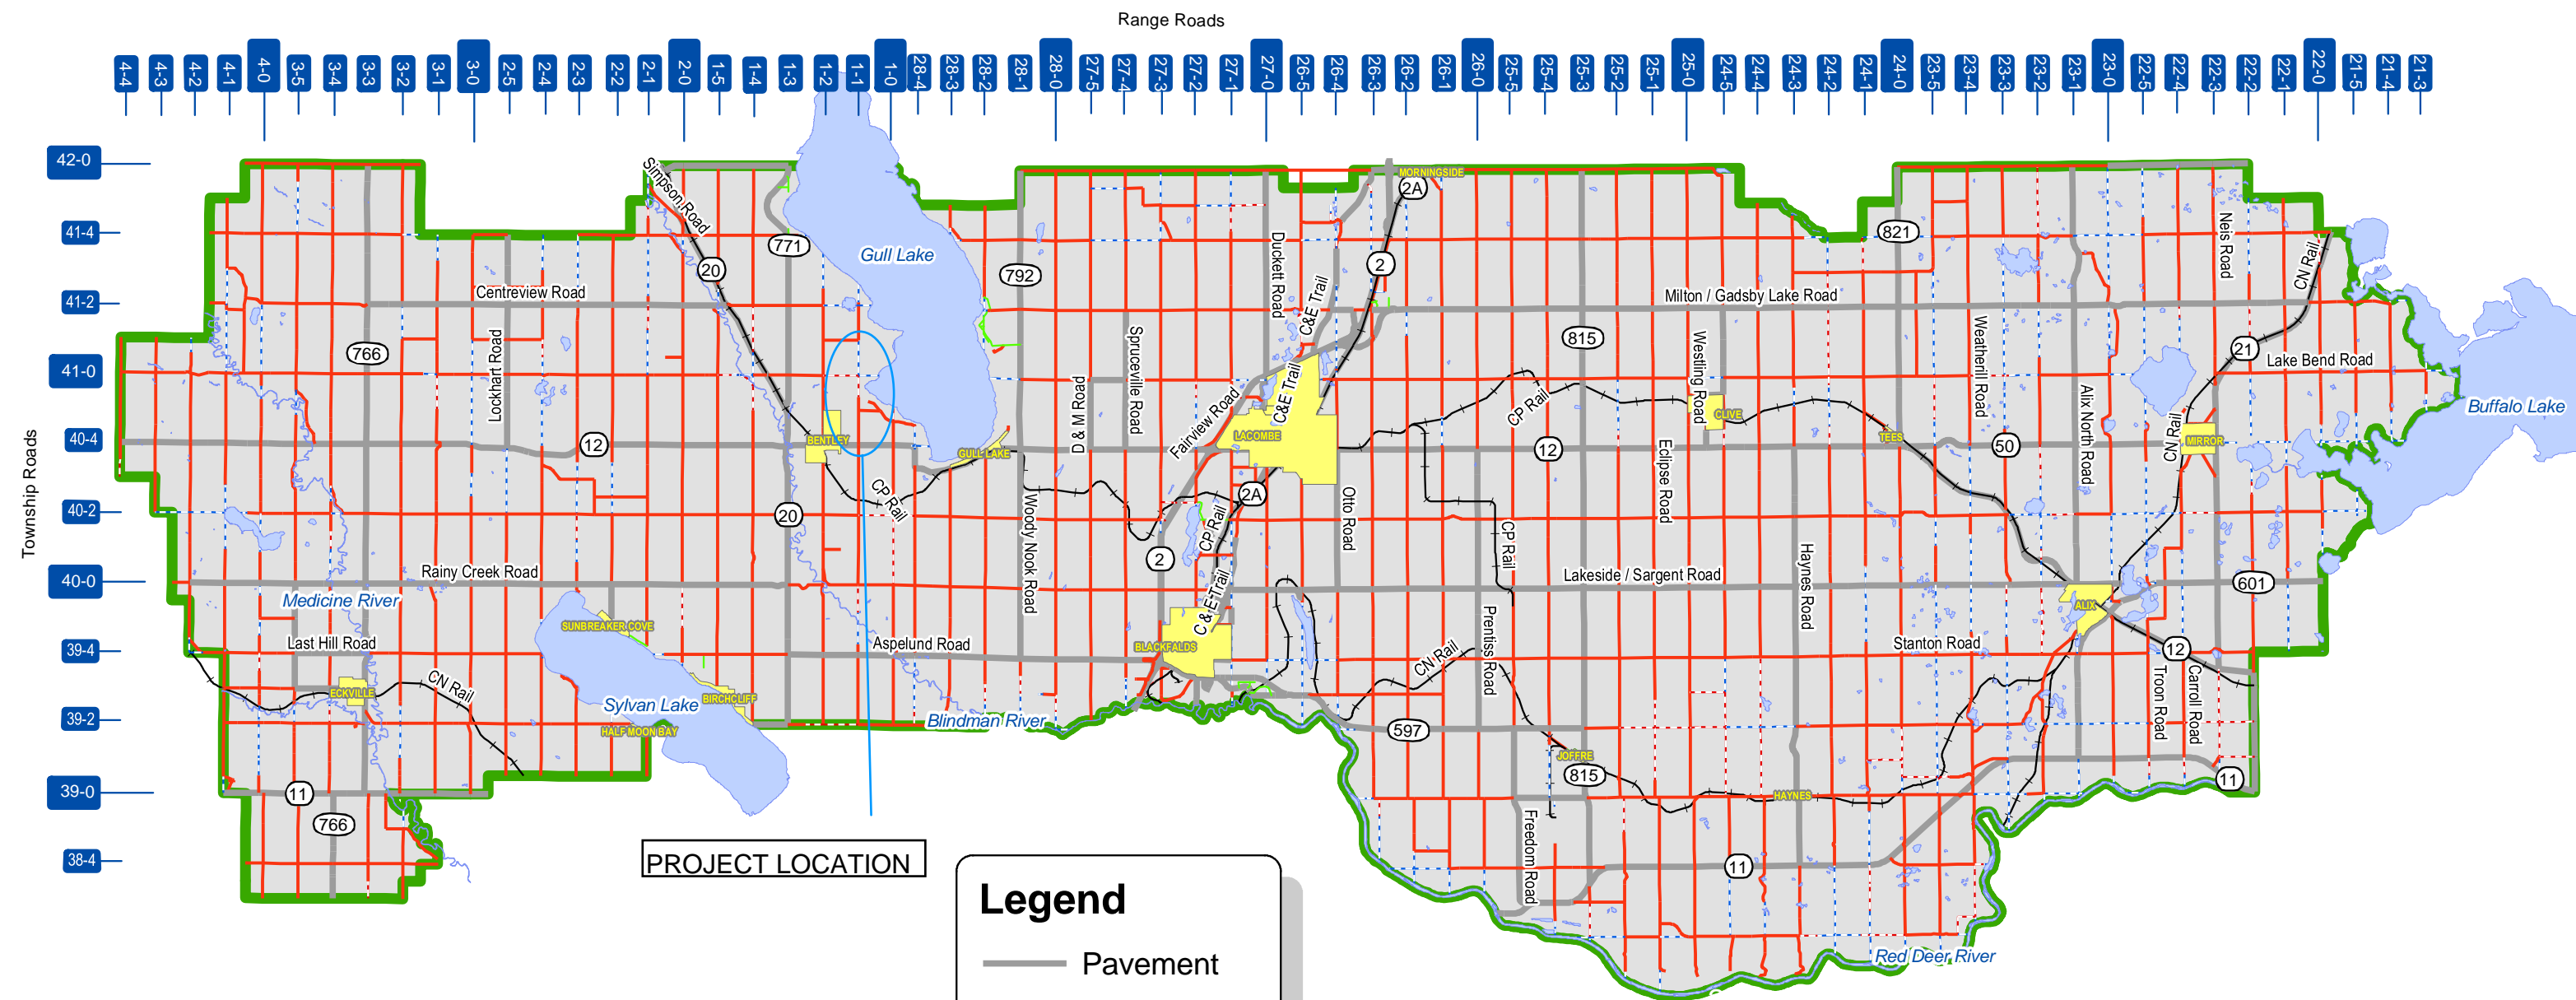 Range Roads
4-4 4-3 4-2 4-1 4-0 3-5 3-4 3-3 3-2 3-1 3-0 2-5 2-4 2-3 2-2 2-1 2-0 1-5 1-4 1-3 1-2 1-1 1-0 28-4 28-3 28-2 28-1 28-0 27-5 27-4 27-3 27-2 27-1 27-0 26-5 26-4 26-3 26-2 26-1 26-0 25-5 25-4 25-3 25-2 25-1 25-0 24-5 24-4 24-3 24-2 24-1 24-0 23-5 23-4 23-3 23-2 23-1 23-0 22-5 22-4 22-3 22-2 22-1 22-0 21-5 21-4 21-3
Township Roads
42-0
41-4
41-2
41-0
40-4
40-2
40-0
39-4
39-2
39-0
38-4
Simpson Road
MORNINGSIDE
2A
771
20
Gull Lake
792
Duckett Road
C&E Trail
2
821
Neis Road
CN Rail
Centreview Road
Milton / Gadsby Lake Road
766
Lockhart Road
D & M Road
Spruceville Road
Fairview Road
C&E Trail
815
Westling Road
Weatherill Road
21
Lake Bend Road
Alix North Road
Buffalo Lake
12
BENTLEY
GULL LAKE
LACOMBE
CP Rail
12
CLIVE
Eclipse Road
TEES
50
CN Rail
MIRROR
20
CP Rail
Woody Nook Road
2
2A
CP Rail
Otto Road
CP Rail
Haynes Road
Rainy Creek Road
Lakeside / Sargent Road
601
Medicine River
SUNBREAKER COVE
C & E Trail
Prentiss Road
ALIX
Last Hill Road
Aspelund Road
BLACKFALDS
CN Rail
Stanton Road
12
ECKVILLE
CN Rail
Sylvan Lake
BIRCHCLIFF
HALF MOON BAY
Blindman River
597
Troon Road
Carroll Road
JOFFRE
815
11
11
HAYNES
766
Freedom Road
11
Red Deer River
PROJECT LOCATION
Legend
Pavement